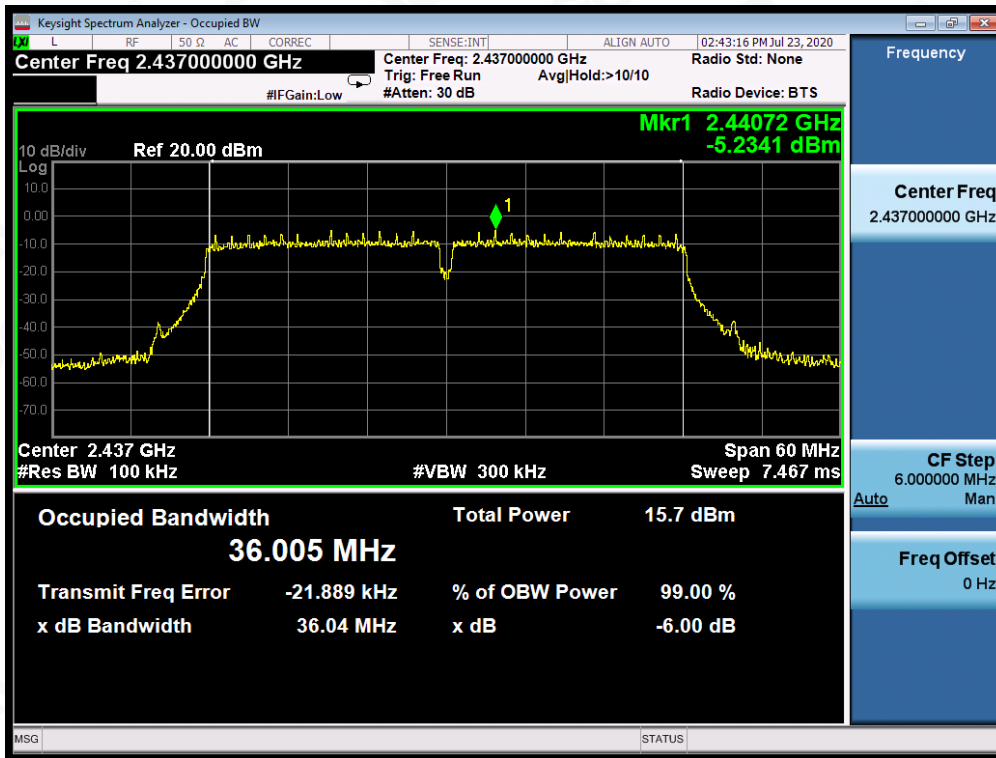 Keysight Spectrum Analyzer - Occupied BW
LXI L RF 50 Ω AC CORREC SENSE:INT ALIGN AUTO 02:43:16 PM Jul 23, 2020
Center Freq 2.437000000 GHz
Center Freq: 2.437000000 GHz
Radio Std: None
Trig: Free Run Avg|Hold:>10/10
#IFGain:Low
#Atten: 30 dB
Radio Device: BTS
Mkr1 2.44072 GHz
-5.2341 dBm
10 dB/div Ref 20.00 dBm
Log
10.0
0.00
-10.0
-20.0
-30.0
-40.0
-50.0
-60.0
-70.0
1
Center 2.437 GHz
Span 60 MHz
#Res BW 100 kHz
#VBW 300 kHz
Sweep 7.467 ms
Occupied Bandwidth
Total Power 15.7 dBm
36.005 MHz
Transmit Freq Error -21.889 kHz
% of OBW Power 99.00 %
x dB Bandwidth 36.04 MHz
x dB -6.00 dB
MSG
STATUS
Frequency
Center Freq
2.437000000 GHz
CF Step
6.000000 MHz
Auto Man
Freq Offset
0 Hz